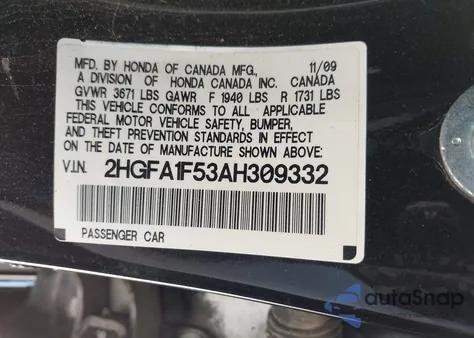 MFD. BY HONDA OF CANADA MFG., 11/09
A DIVISION OF HONDA CANADA INC. CANADA
GVWR 3671 LBS GAWR F 1940 LBS R 1731 LBS
THIS VEHICLE CONFORMS TO ALL APPLICABLE
FEDERAL MOTOR VEHICLE SAFETY, BUMPER,
AND THEFT PREVENTION STANDARDS IN EFFECT
ON THE DATE OF MANUFACTURE SHOWN ABOVE:
V.I.N. 2HGFA1F53AH309332
PASSENGER CAR
autoSnap